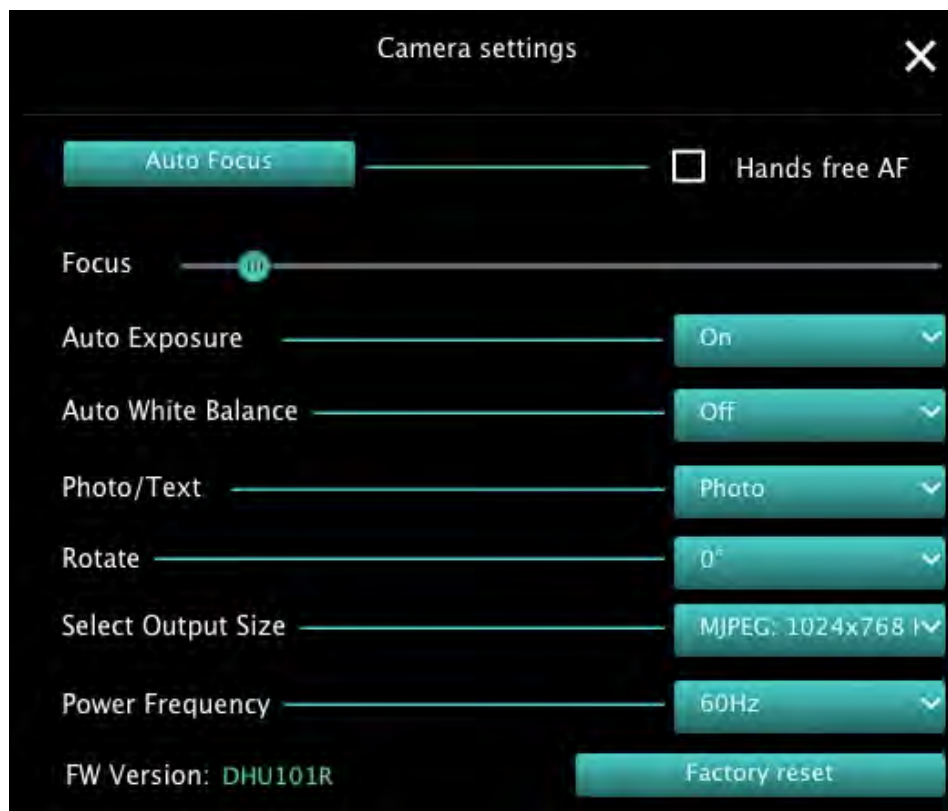 Camera settings
Auto Focus
Hands free AF
Focus
Auto Exposure
On
Auto White Balance
Off
Photo/Text
Photo
Rotate
0°
Select Output Size
MJPEG: 1024x768
Power Frequency
60Hz
FW Version: DHU101R
Factory reset